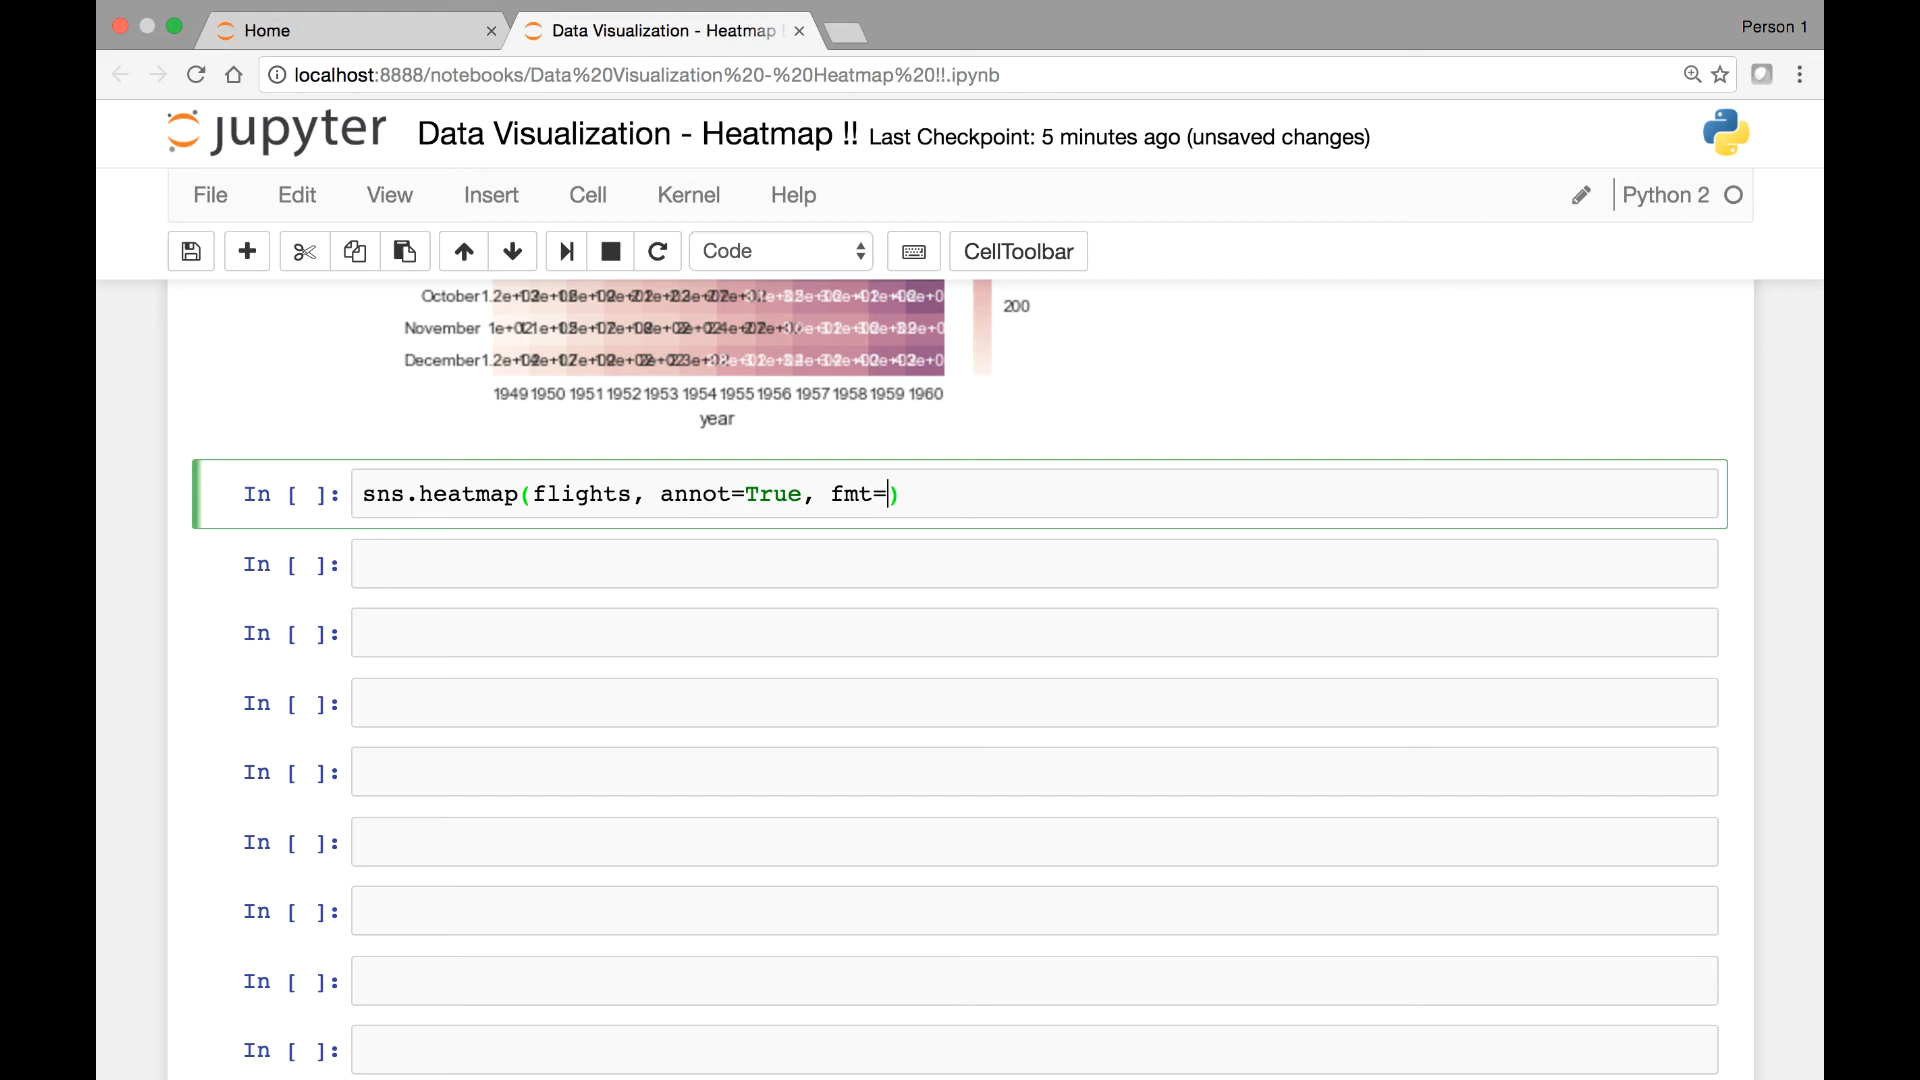 Home
Data Visualization - Heatmap
Person 1
localhost:8888/notebooks/Data%20Visualization%20-%20Heatmap%20!!.ipynb
jupyter Data Visualization - Heatmap !! Last Checkpoint: 5 minutes ago (unsaved changes)
File Edit View Insert Cell Kernel Help Python 2
Code CellToolbar
October
200
November
December
1949 1950 1951 1952 1953 1954 1955 1956 1957 1958 1959 1960
year
In [ ]: sns.heatmap(flights, annot=True, fmt=)
In [ ]:
In [ ]:
In [ ]:
In [ ]:
In [ ]:
In [ ]:
In [ ]:
In [ ]: